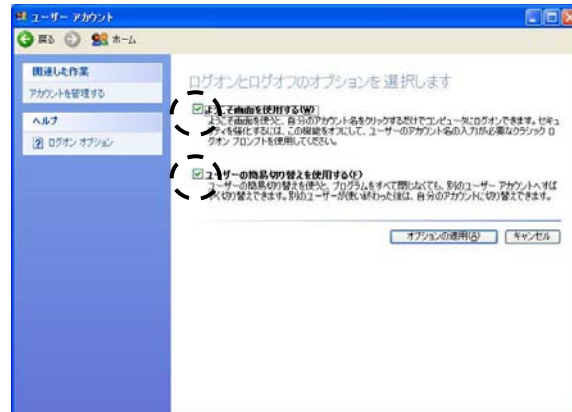 ユーザー アカウント
戻る ホーム
関連した作業
アカウントを管理する
ヘルプ
ログオン オプション
ログオンとログオフのオプションを選択します
ようこそ画面を使用する(W)
ようこそ画面を使うと、自分のアカウント名をクリックするだけでコンピュータにログオンできます。セキュ
リティを強化するには、この機能をオフにして、ユーザーのアカウント名の入力が必要なクラシック ロ
グオン プロンプトを使用してください。
ユーザーの簡易切り替えを使用する(F)
ユーザーの簡易切り替えを使うと、プログラムをすべて閉じなくても、別のユーザー アカウントへすば
やく切り替えできます。別のユーザーが使い終わった後は、自分のアカウントに切り替えできます。
オプションの適用(A) キャンセル